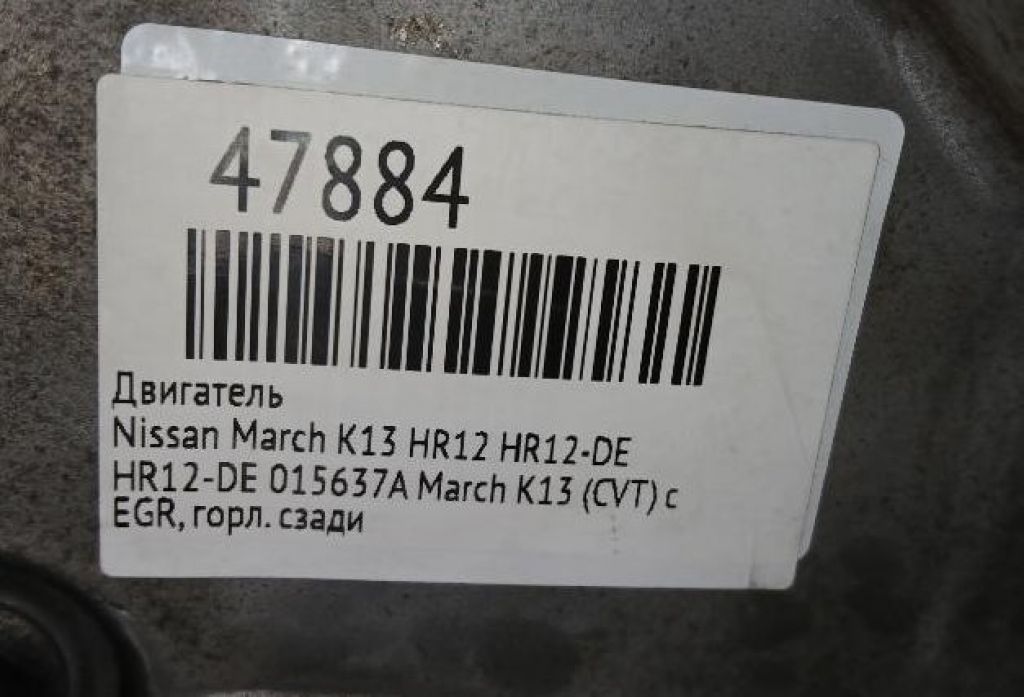 47884
Двигатель
Nissan March K13 HR12 HR12-DE
HR12-DE 015637A March K13 (CVT) с
EGR, горл. сзади